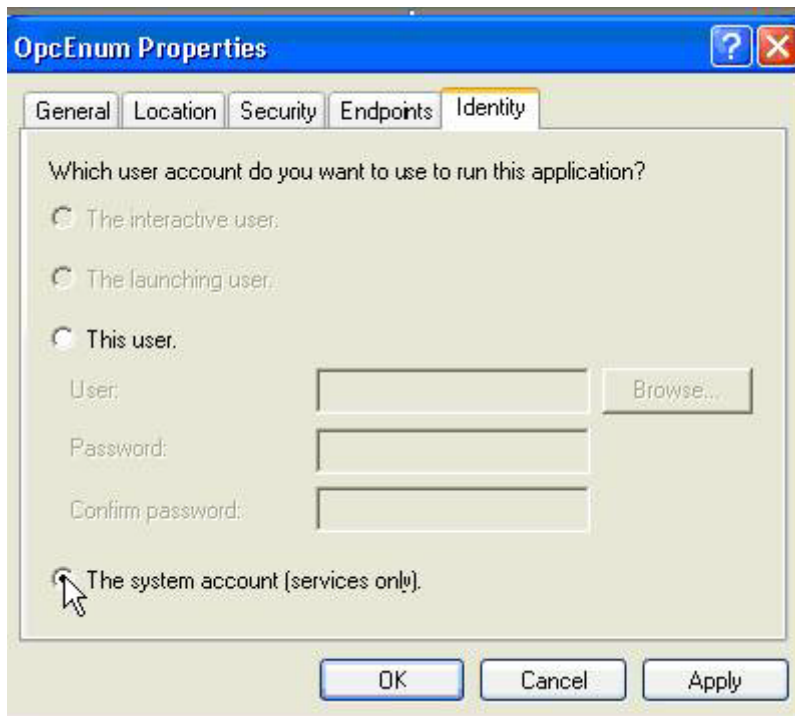 OpcEnum Properties
General Location Security Endpoints Identity
Which user account do you want to use to run this application?
The interactive user.
The launching user.
This user.
User:
Browse...
Password:
Confirm password:
The system account (services only).
OK Cancel Apply